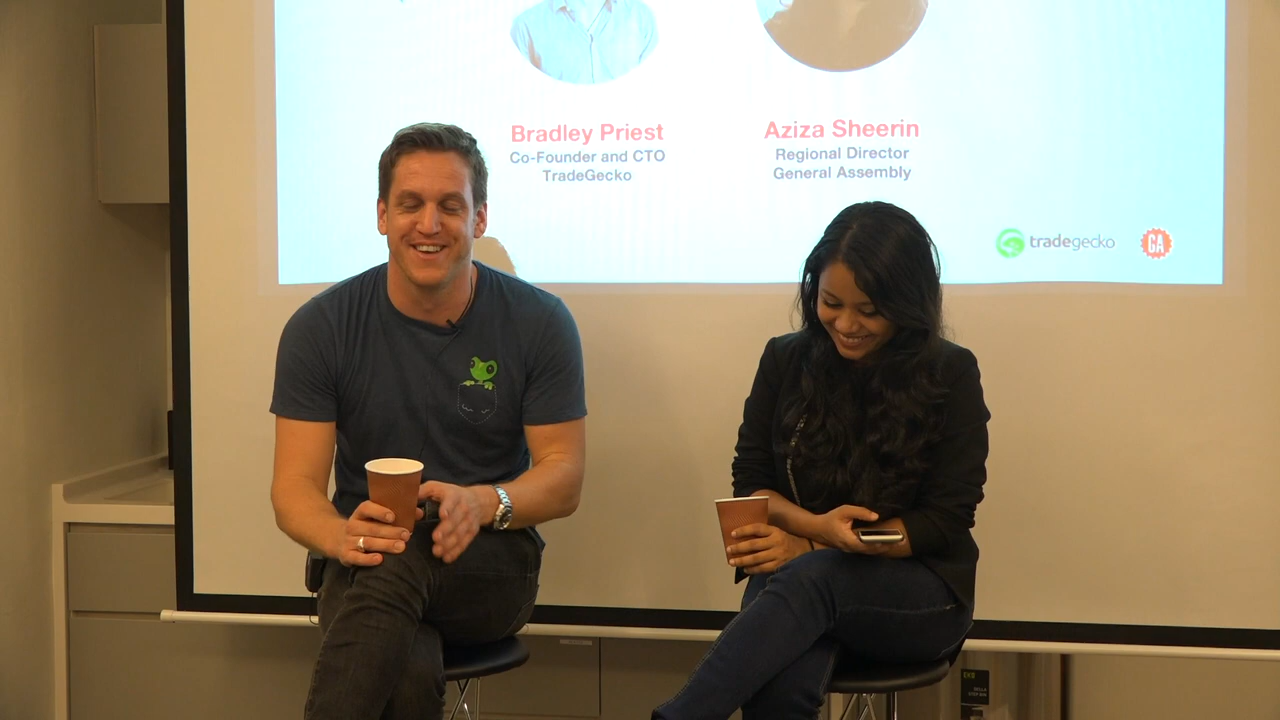 Bradley Priest
Co-Founder and CTO
TradeGecko
Aziza Sheerin
Regional Director
General Assembly
tradegecko
GA